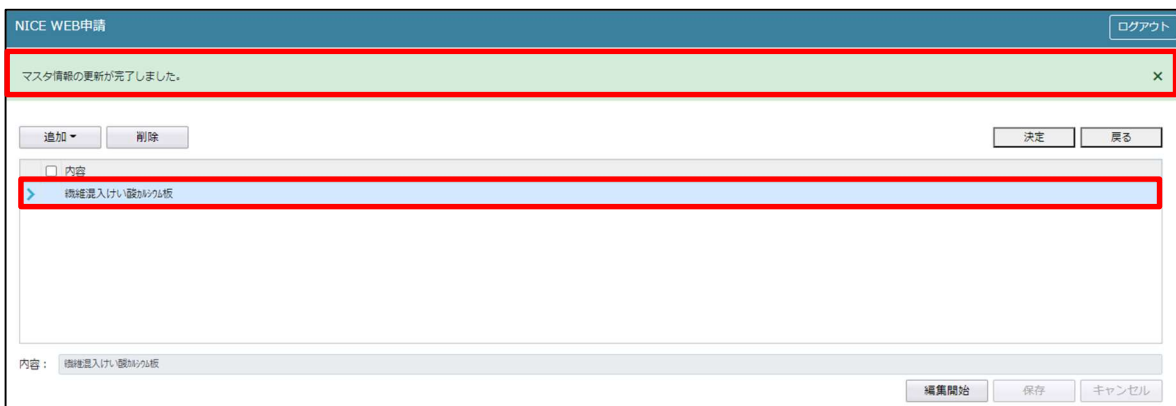 NICE WEB申請
ログアウト
マスタ情報の更新が完了しました。
×
追加
削除
決定
戻る
内容
繊維混入けい酸ｶﾙｼｳﾑ板
内容： 繊維混入けい酸ｶﾙｼｳﾑ板
編集開始
保存
キャンセル